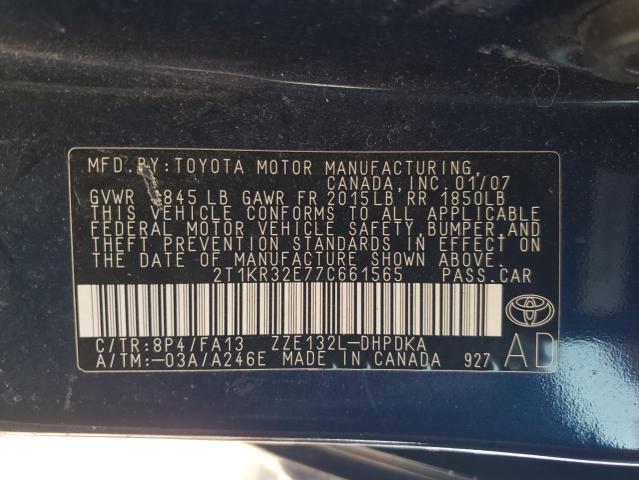 MFD. BY: TOYOTA MOTOR MANUFACTURING,
CANADA, INC. 01/07
GVWR 3845 LB GAWR FR 2015LB RR 1850LB
THIS VEHICLE CONFORMS TO ALL APPLICABLE
FEDERAL MOTOR VEHICLE SAFETY, BUMPER, AND
THEFT PREVENTION STANDARDS IN EFFECT ON
THE DATE OF MANUFACTURE SHOWN ABOVE.
2T1KR32E77C661565 PASS. CAR
C/TR: 8P4/FA13 ZZE132L-DHPDKA
A/TM: -03A/A246E MADE IN CANADA 927 AD